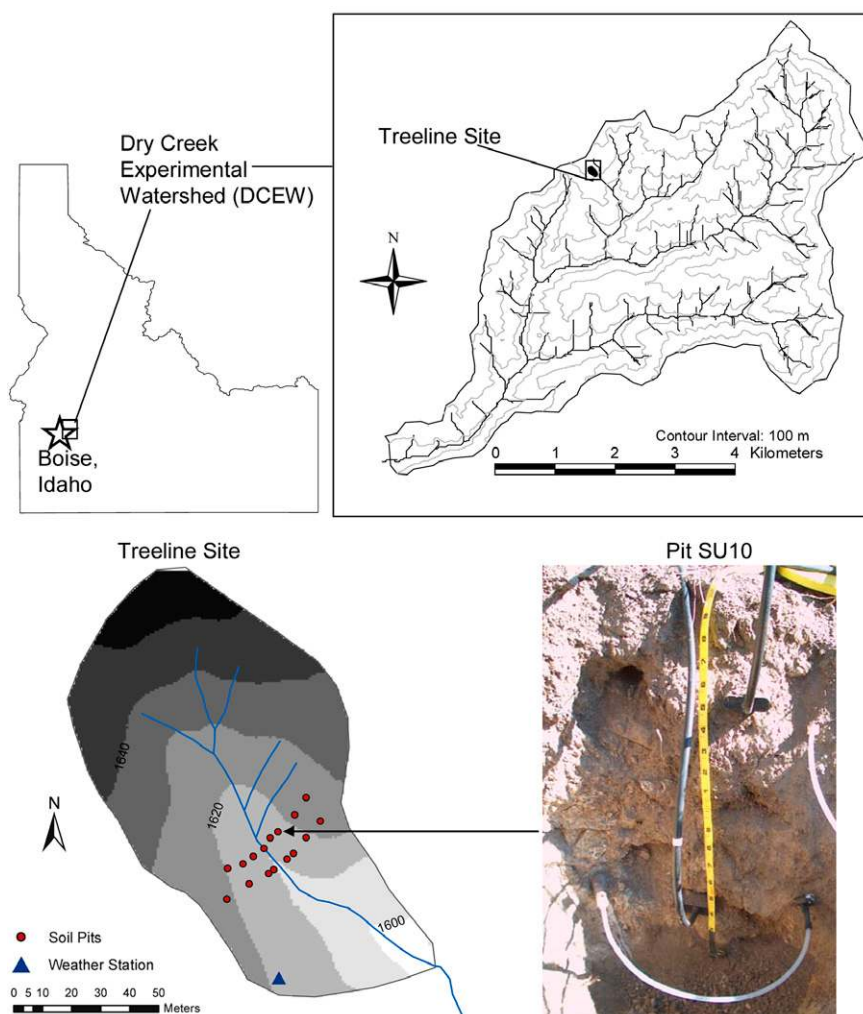 Dry Creek
Experimental
Watershed (DCEW)
Boise,
Idaho
Treeline Site
N
Contour Interval: 100 m
0 1 2 3 4 Kilometers
Treeline Site
1640
1620
1600
N
Soil Pits
Weather Station
0 5 10 20 30 40 50
Meters
Pit SU10